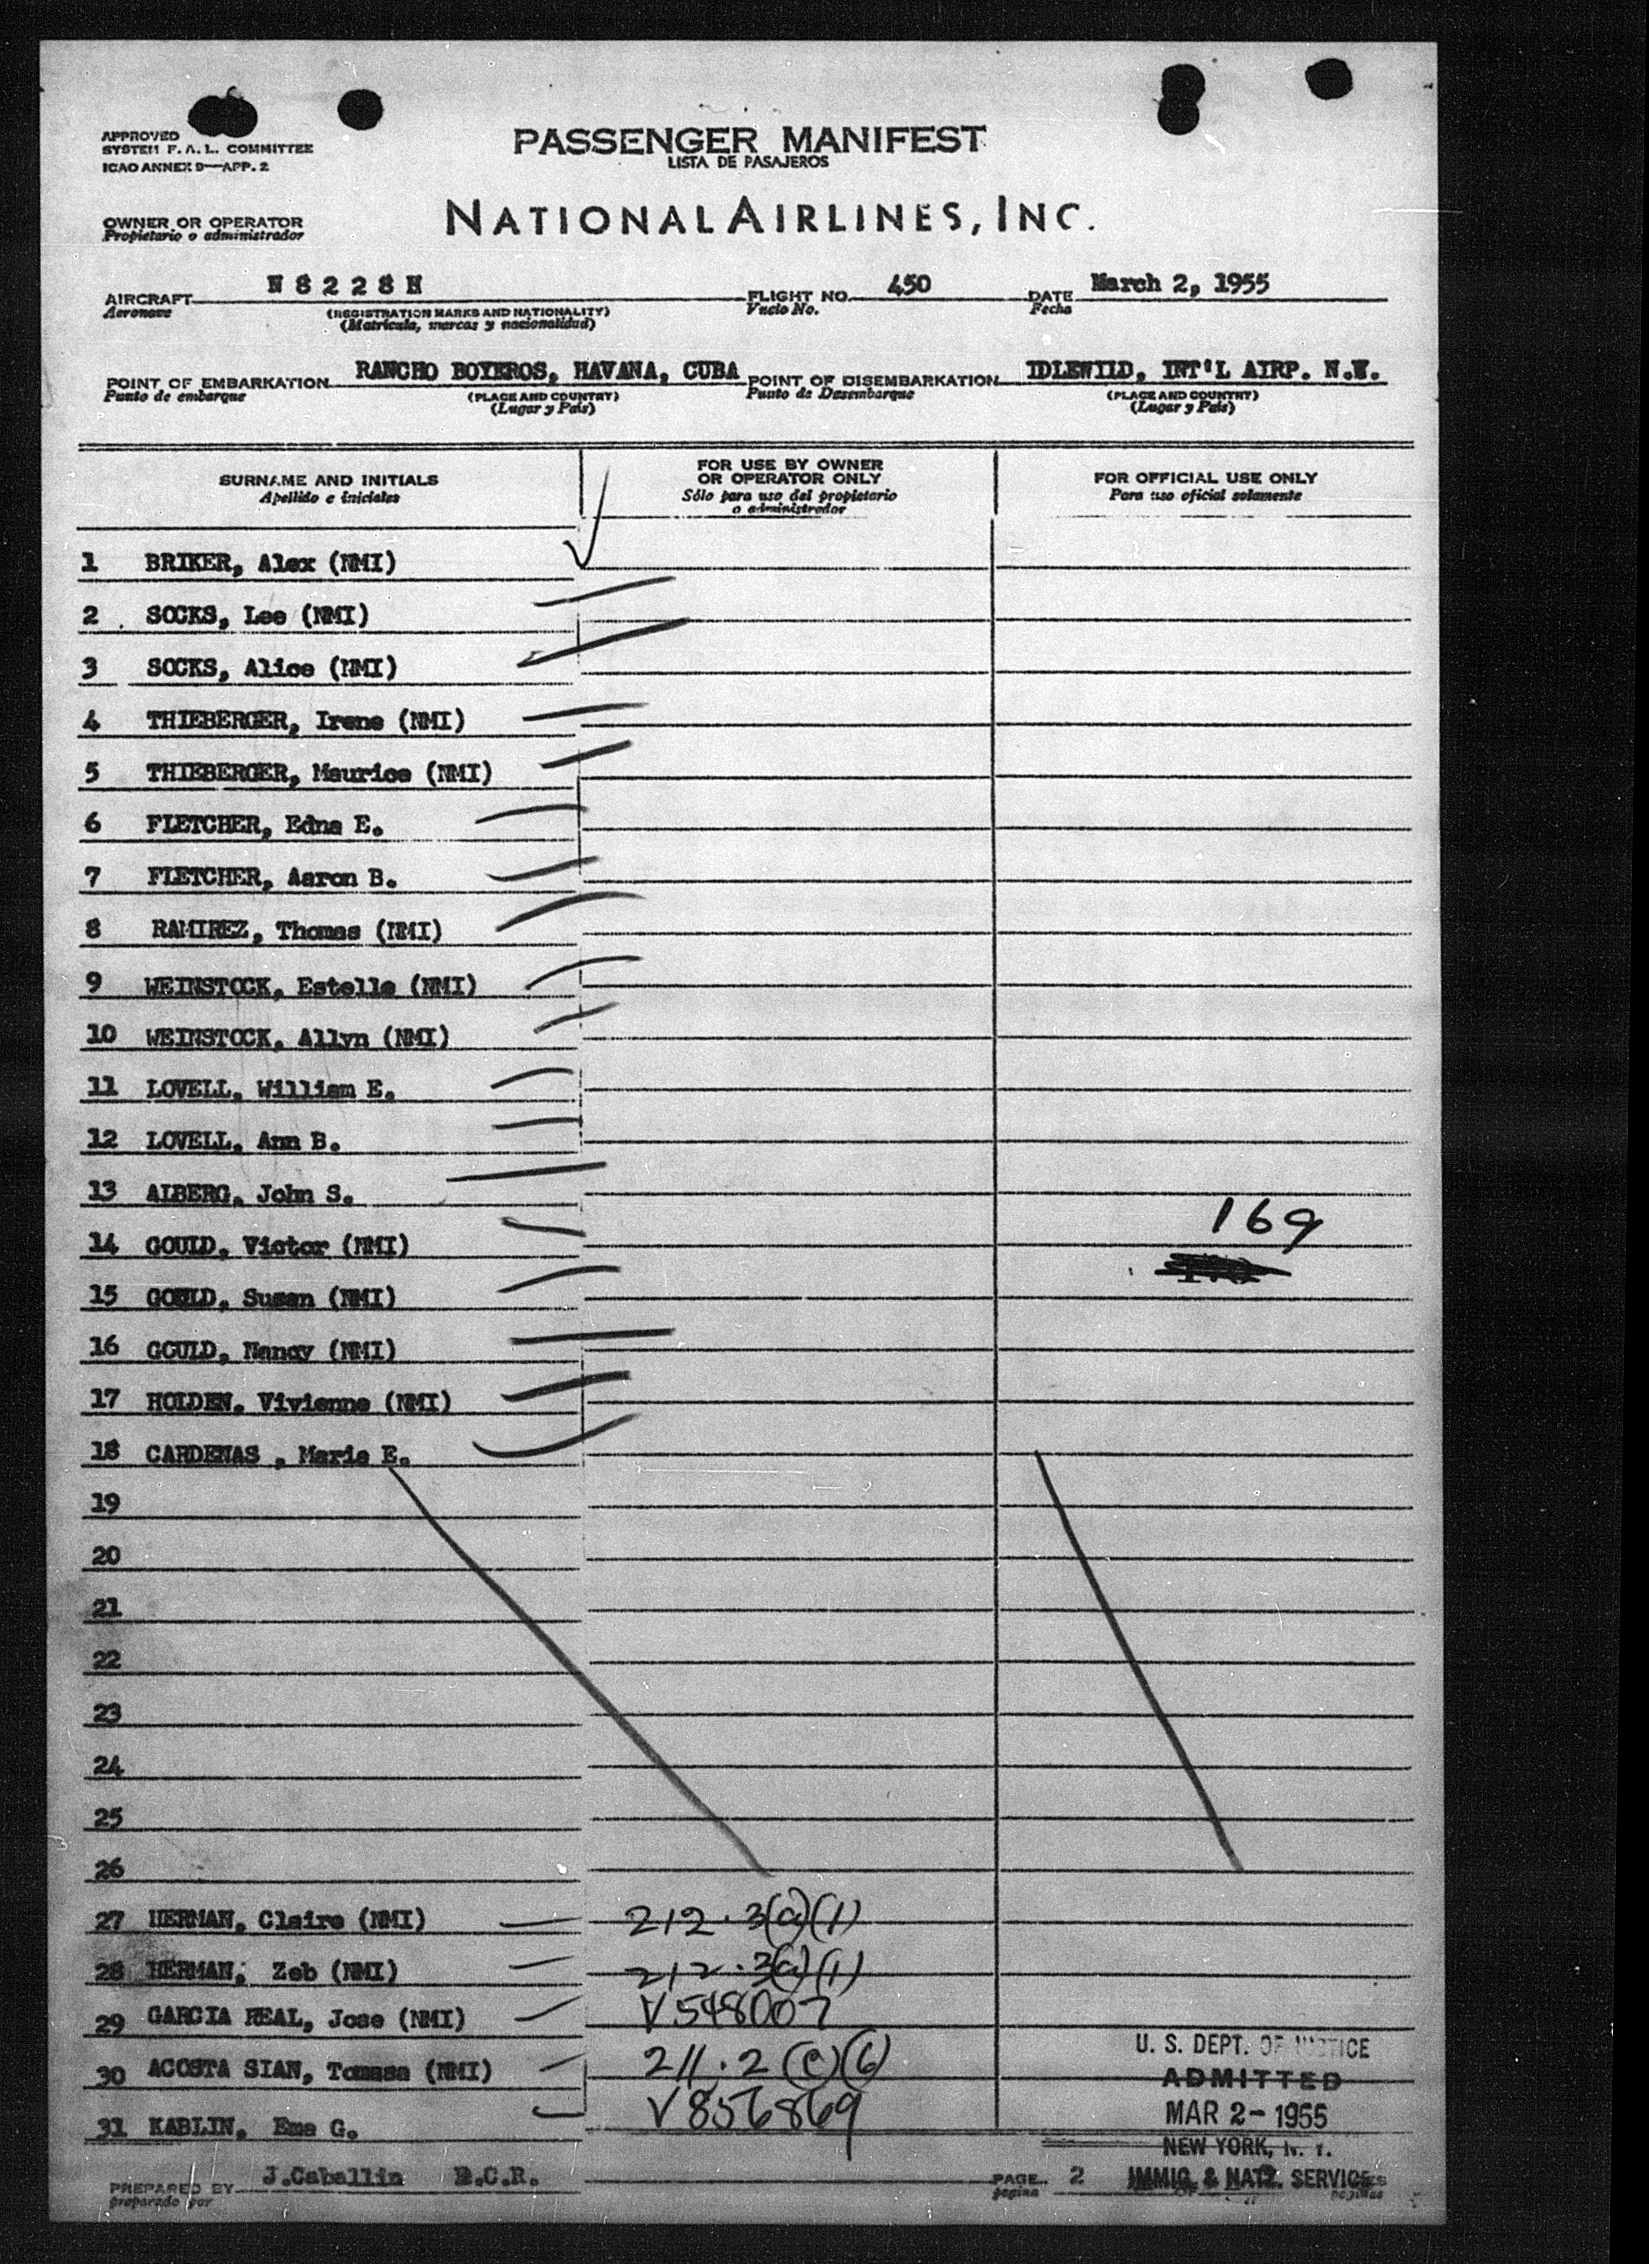 APPROVED
SYSTEM F. A. L. COMMITTEE
ICAO ANNEX 9—APP. 2
PASSENGER MANIFEST
LISTA DE PASAJEROS
OWNER OR OPERATOR
Propietario o administrador
NATIONAL AIRLINES, INC.
AIRCRAFT N 8 2 2 8 H FLIGHT NO. 450 DATE March 2, 1955
Aeronave (REGISTRATION MARKS AND NATIONALITY) Vuelo No. Fecha
(Matricula, marcas y nacionalidad)
POINT OF EMBARKATION RANCHO BOYEROS, HAVANA, CUBA POINT OF DISEMBARKATION IDLEWILD, INT'L AIRP. N.Y.
Punto de embarque (PLACE AND COUNTRY) Punto de Desembarque (PLACE AND COUNTRY)
(Lugar y País) (Lugar y País)
SURNAME AND INITIALS
Apellido e iniciales
FOR USE BY OWNER
OR OPERATOR ONLY
Sólo para uso del propietario
o administrador
FOR OFFICIAL USE ONLY
Para uso oficial solamente
1 BRIKER, Alex (NMI)
2 SOCKS, Lee (NMI)
3 SOCKS, Alice (NMI)
4 THIEBERGER, Irene (NMI)
5 THIEBERGER, Maurice (NMI)
6 FLETCHER, Edna E.
7 FLETCHER, Aaron B.
8 RAMIREZ, Thomas (NMI)
9 WEINSTOCK, Estelle (NMI)
10 WEINSTOCK, Allyn (NMI)
11 LOVELL, William E.
12 LOVELL, Ann B.
13 ALBERG, John S.
169
14 GOULD, Victor (NMI)
15 GOULD, Susan (NMI)
16 GOULD, Nancy (NMI)
17 HOLDEN, Vivienne (NMI)
18 CARDENAS , Marie E.
19
20
21
22
23
24
25
26
27 HERMAN, Claire (NMI) 212.3(a)(1)
28 HERMAN, Zeb (NMI) 212.3(a)(1)
29 GARCIA REAL, Jose (NMI) V548007
30 ACOSTA SIAN, Tomasa (NMI) 211.2(c)(6)
31 KABLIN, Ema G. V856869
U. S. DEPT. OF JUSTICE
ADMITTED
MAR 2- 1955
NEW YORK, N. Y.
IMMIG. & NATZ. SERVICE
PREPARED BY J.Caballin PAGE 2
preparado por pagina paginas